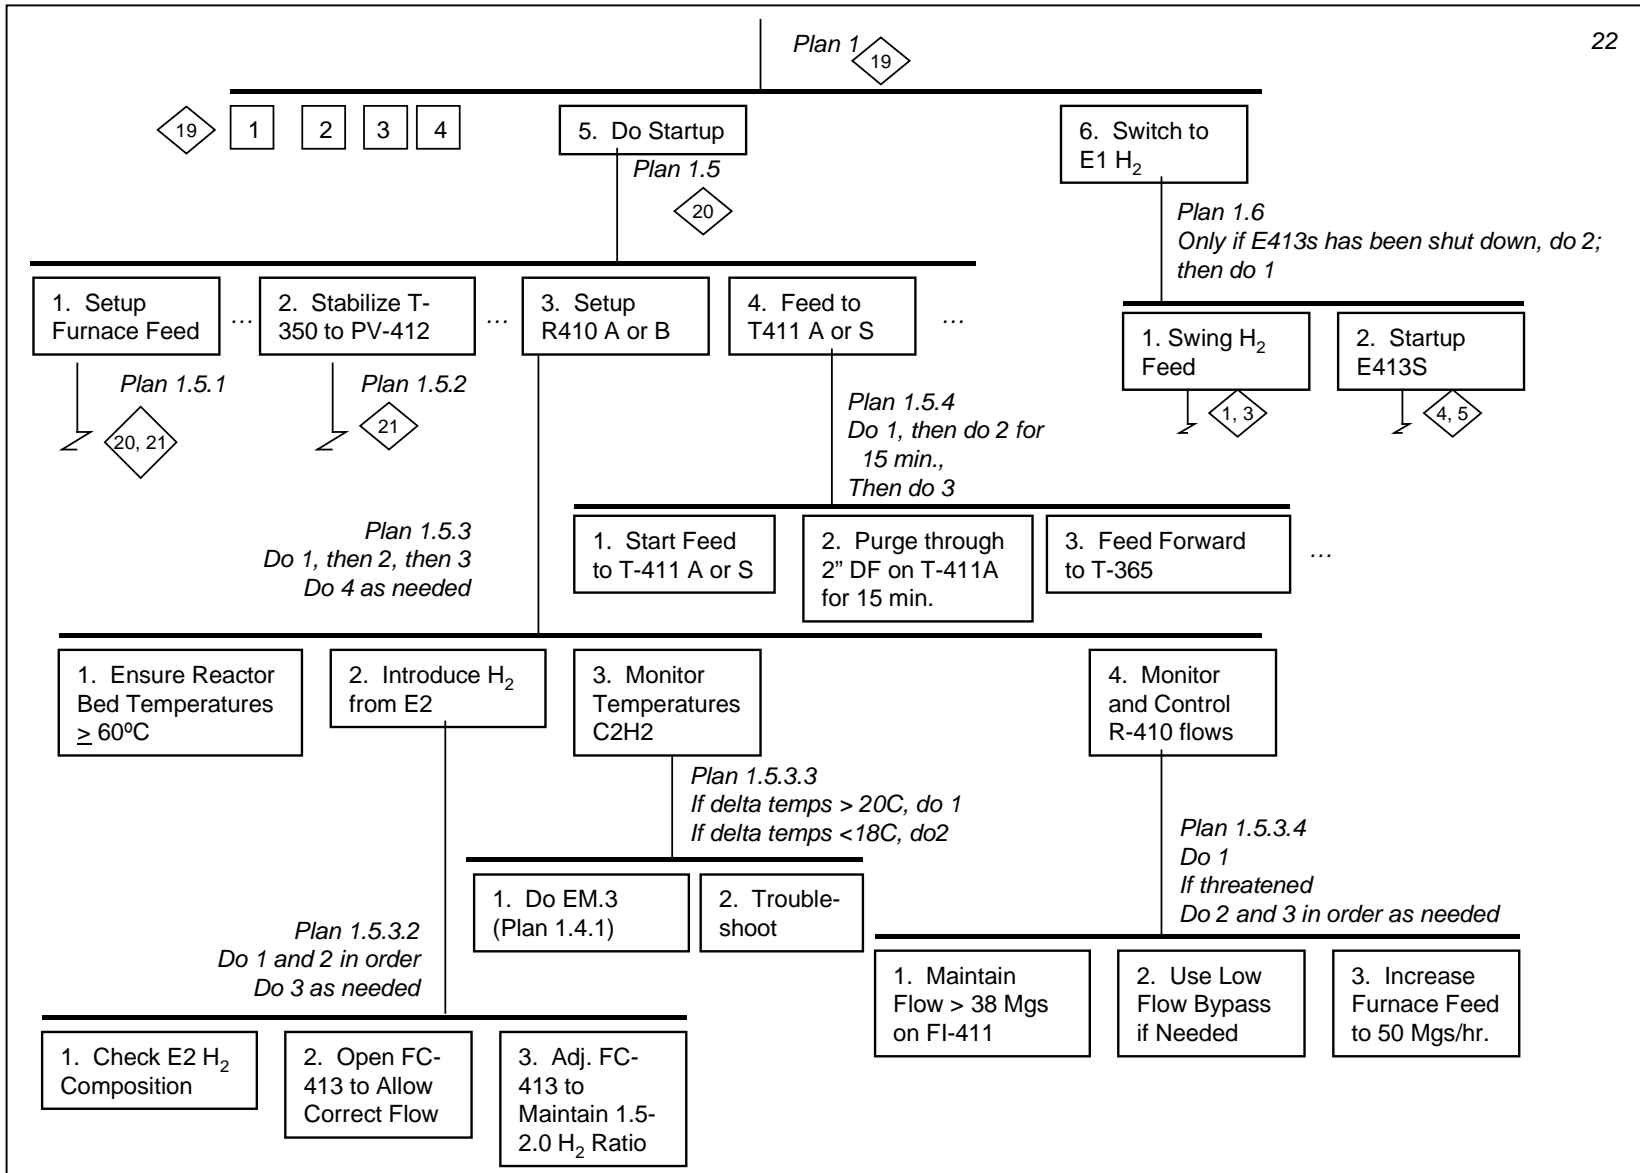 Plan 1
19
22
19
1
2
3
4
5. Do Startup
6. Switch to
E1 H2
Plan 1.5
20
Plan 1.6
Only if E413s has been shut down, do 2;
then do 1
1. Setup
Furnace Feed
…
2. Stabilize T-
350 to PV-412
…
3. Setup
R410 A or B
4. Feed to
T411 A or S
…
1. Swing H2
Feed
2. Startup
E413S
Plan 1.5.1
20, 21
Plan 1.5.2
21
1, 3
4, 5
Plan 1.5.4
Do 1, then do 2 for
15 min.,
Then do 3
Plan 1.5.3
Do 1, then 2, then 3
Do 4 as needed
1. Start Feed
to T-411 A or S
2. Purge through
2” DF on T-411A
for 15 min.
3. Feed Forward
to T-365
…
1. Ensure Reactor
Bed Temperatures
> 60ºC
2. Introduce H2
from E2
3. Monitor
Temperatures
C2H2
4. Monitor
and Control
R-410 flows
Plan 1.5.3.3
If delta temps > 20C, do 1
If delta temps <18C, do2
Plan 1.5.3.4
Do 1
If threatened
Do 2 and 3 in order as needed
1. Do EM.3
(Plan 1.4.1)
2. Trouble-
shoot
Plan 1.5.3.2
Do 1 and 2 in order
Do 3 as needed
1. Maintain
Flow > 38 Mgs
on FI-411
2. Use Low
Flow Bypass
if Needed
3. Increase
Furnace Feed
to 50 Mgs/hr.
1. Check E2 H2
Composition
2. Open FC-
413 to Allow
Correct Flow
3. Adj. FC-
413 to
Maintain 1.5-
2.0 H2 Ratio